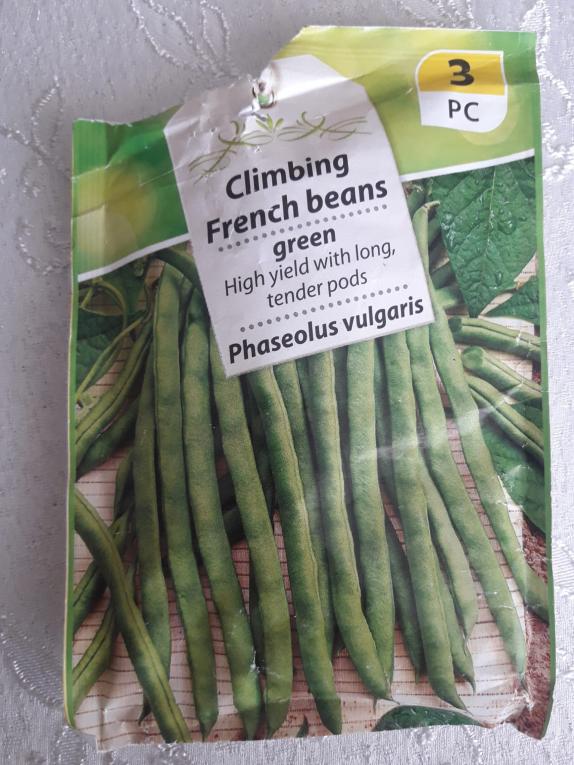 3
PC
Climbing
French beans
green
High yield with long,
tender pods
Phaseolus vulgaris